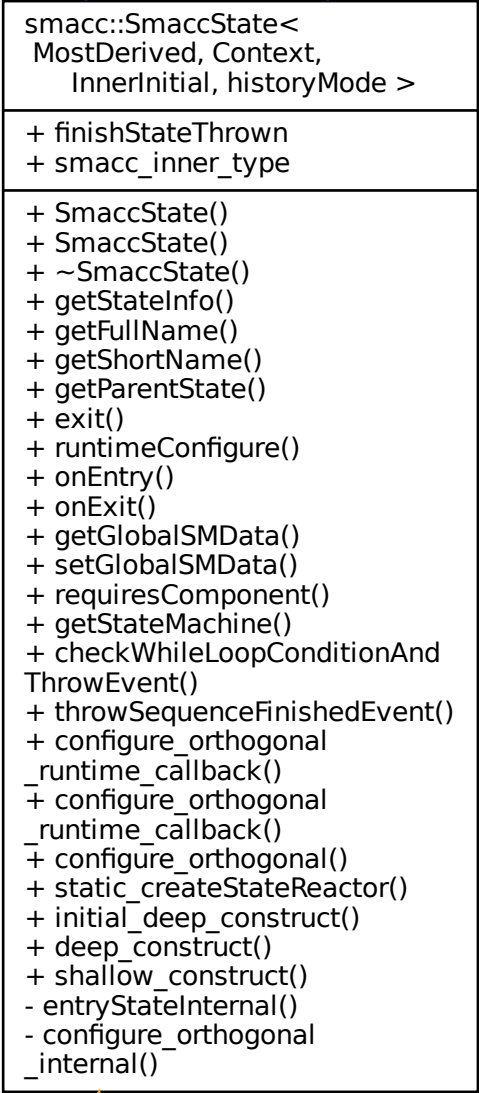 smacc::SmaccState<
MostDerived, Context,
InnerInitial, historyMode >
+ finishStateThrown
+ smacc_inner_type
+ SmaccState()
+ SmaccState()
+ ~SmaccState()
+ getStateInfo()
+ getFullName()
+ getShortName()
+ getParentState()
+ exit()
+ runtimeConfigure()
+ onEntry()
+ onExit()
+ getGlobalSMData()
+ setGlobalSMData()
+ requiresComponent()
+ getStateMachine()
+ checkWhileLoopConditionAnd
ThrowEvent()
+ throwSequenceFinishedEvent()
+ configure_orthogonal
_runtime_callback()
+ configure_orthogonal
_runtime_callback()
+ configure_orthogonal()
+ static_createStateReactor()
+ initial_deep_construct()
+ deep_construct()
+ shallow_construct()
- entryStateInternal()
- configure_orthogonal
_internal()